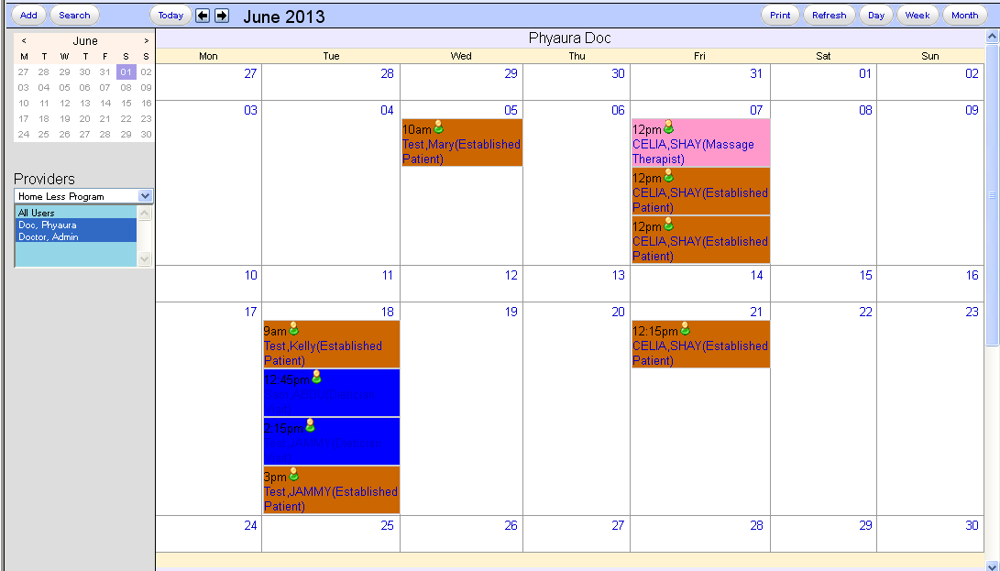 Add Search Today June 2013 Print Refresh Day Week Month
< June >
M T W T F S S
27 28 29 30 31 01 02
03 04 05 06 07 08 09
10 11 12 13 14 15 16
17 18 19 20 21 22 23
24 25 26 27 28 29 30
Providers
Home Less Program
All Users
Doc, Phyaura
Doctor, Admin
Phyaura Doc
Mon Tue Wed Thu Fri Sat Sun
27 28 29 30 31 01 02
03 04 05 06 07 08 09
10am
Test,Mary(Established
Patient)
12pm
CELIA,SHAY(Massage
Therapist)
12pm
CELIA,SHAY(Established
Patient)
12pm
CELIA,SHAY(Established
Patient)
10 11 12 13 14 15 16
17 18 19 20 21 22 23
9am
Test,Kelly(Established
Patient)
12:45pm
:15pm
3pm
Test,JAMMY(Established
Patient)
12:15pm
CELIA,SHAY(Established
Patient)
24 25 26 27 28 29 30